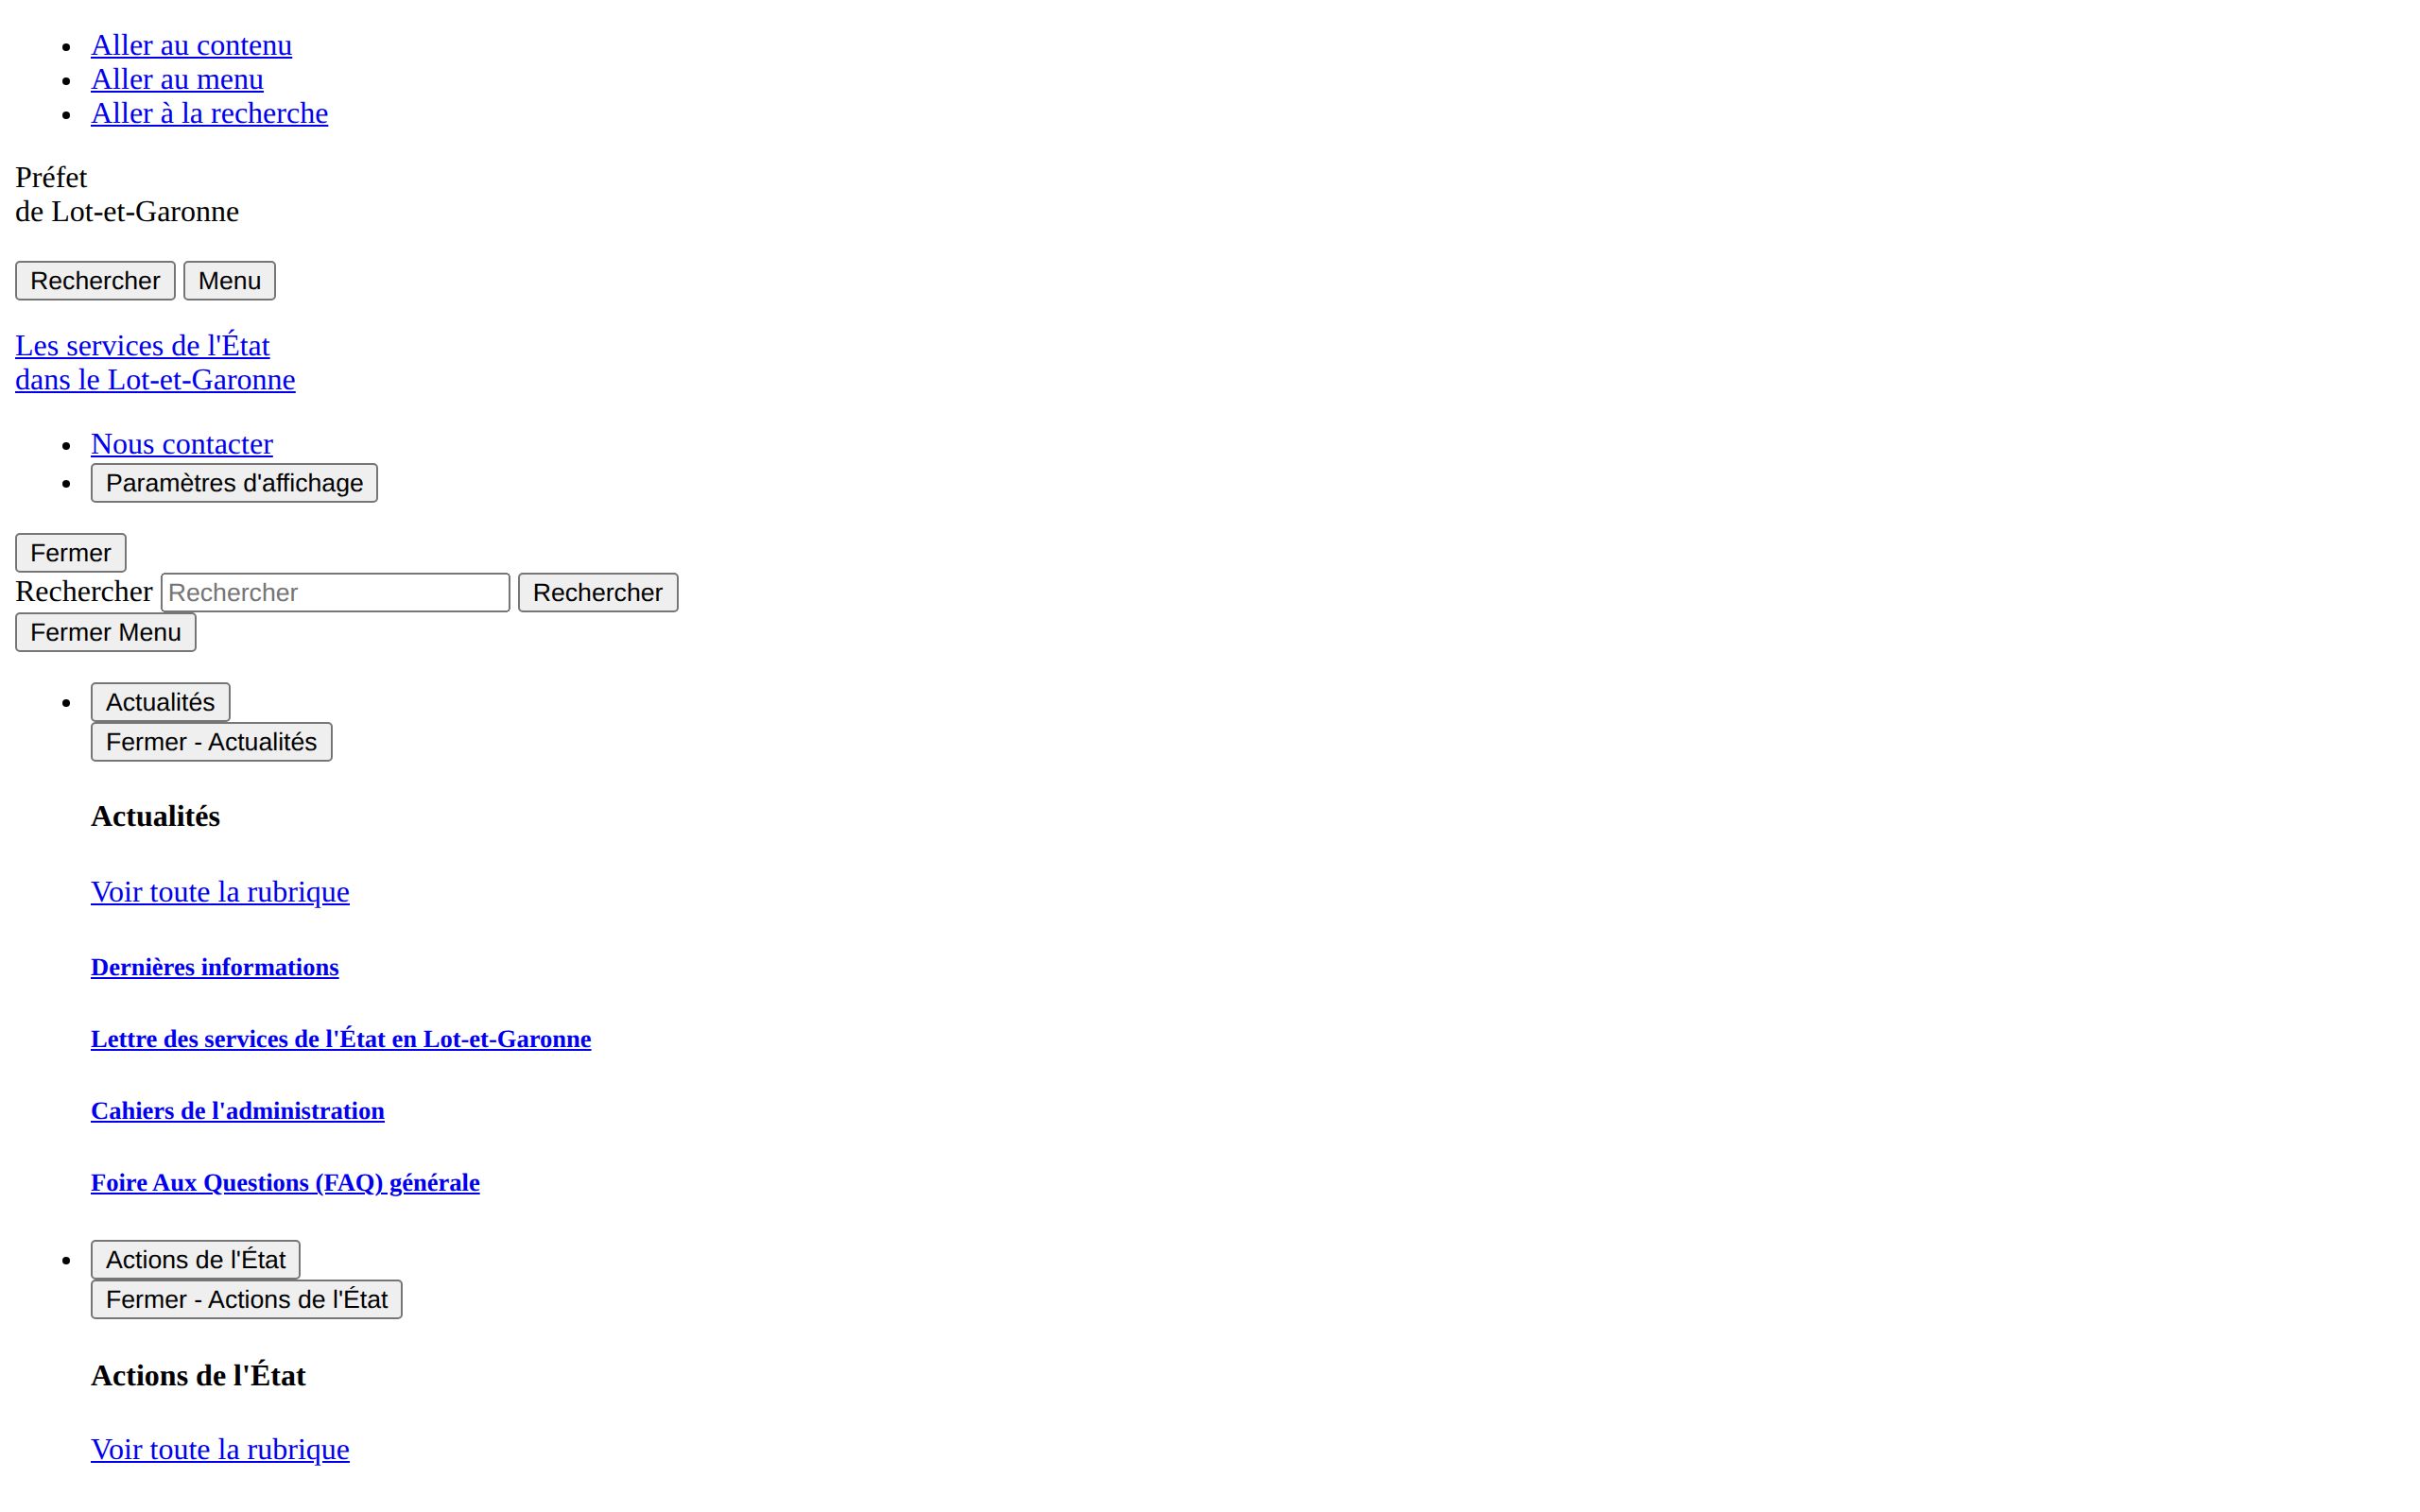 Aller au contenu
Aller au menu
Aller à la recherche
Préfet
de Lot-et-Garonne
Rechercher Menu
Les services de l'État
dans le Lot-et-Garonne
Nous contacter
Paramètres d'affichage
Fermer
Rechercher Rechercher Rechercher
Fermer Menu
Actualités
Fermer - Actualités
Actualités
Voir toute la rubrique
Dernières informations
Lettre des services de l'État en Lot-et-Garonne
Cahiers de l'administration
Foire Aux Questions (FAQ) générale
Actions de l'État
Fermer - Actions de l'État
Actions de l'État
Voir toute la rubrique